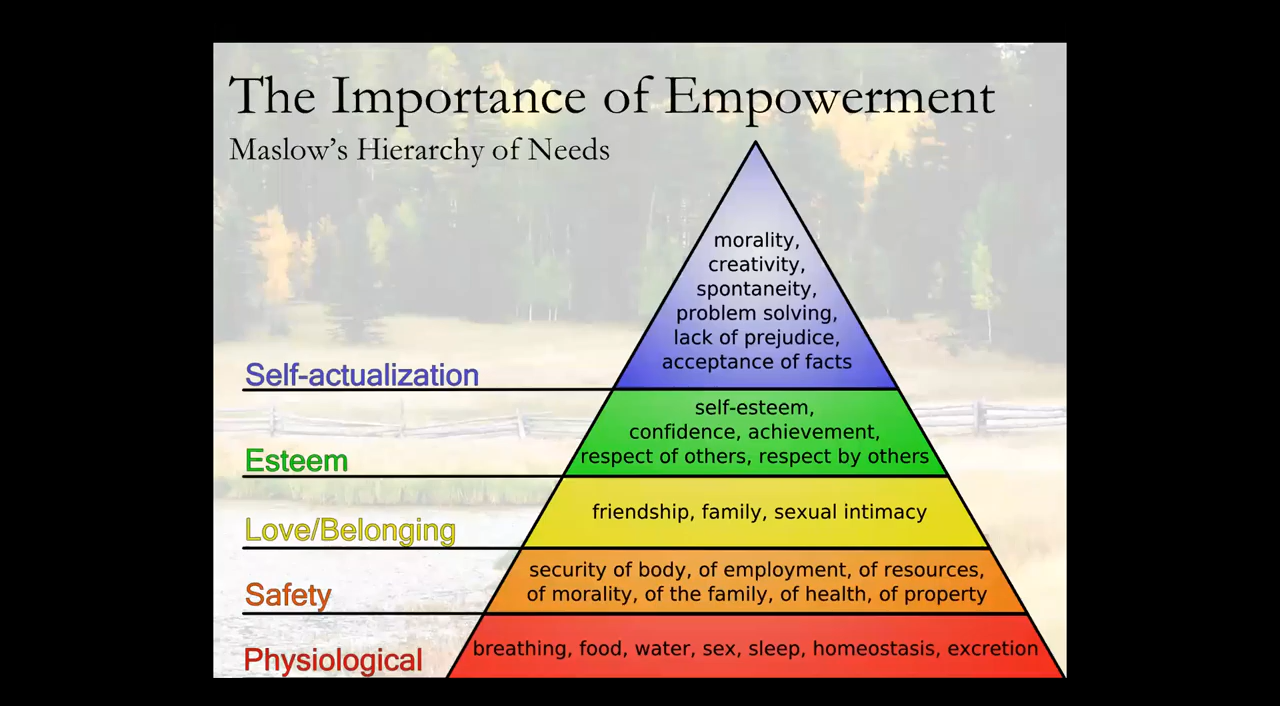 The Importance of Empowerment
Maslow's Hierarchy of Needs
morality,
creativity,
spontaneity,
problem solving,
lack of prejudice,
acceptance of facts
Self-actualization
self-esteem,
confidence, achievement,
respect of others, respect by others
Esteem
friendship, family, sexual intimacy
Love/Belonging
security of body, of employment, of resources,
of morality, of the family, of health, of property
Safety
breathing, food, water, sex, sleep, homeostasis, excretion
Physiological